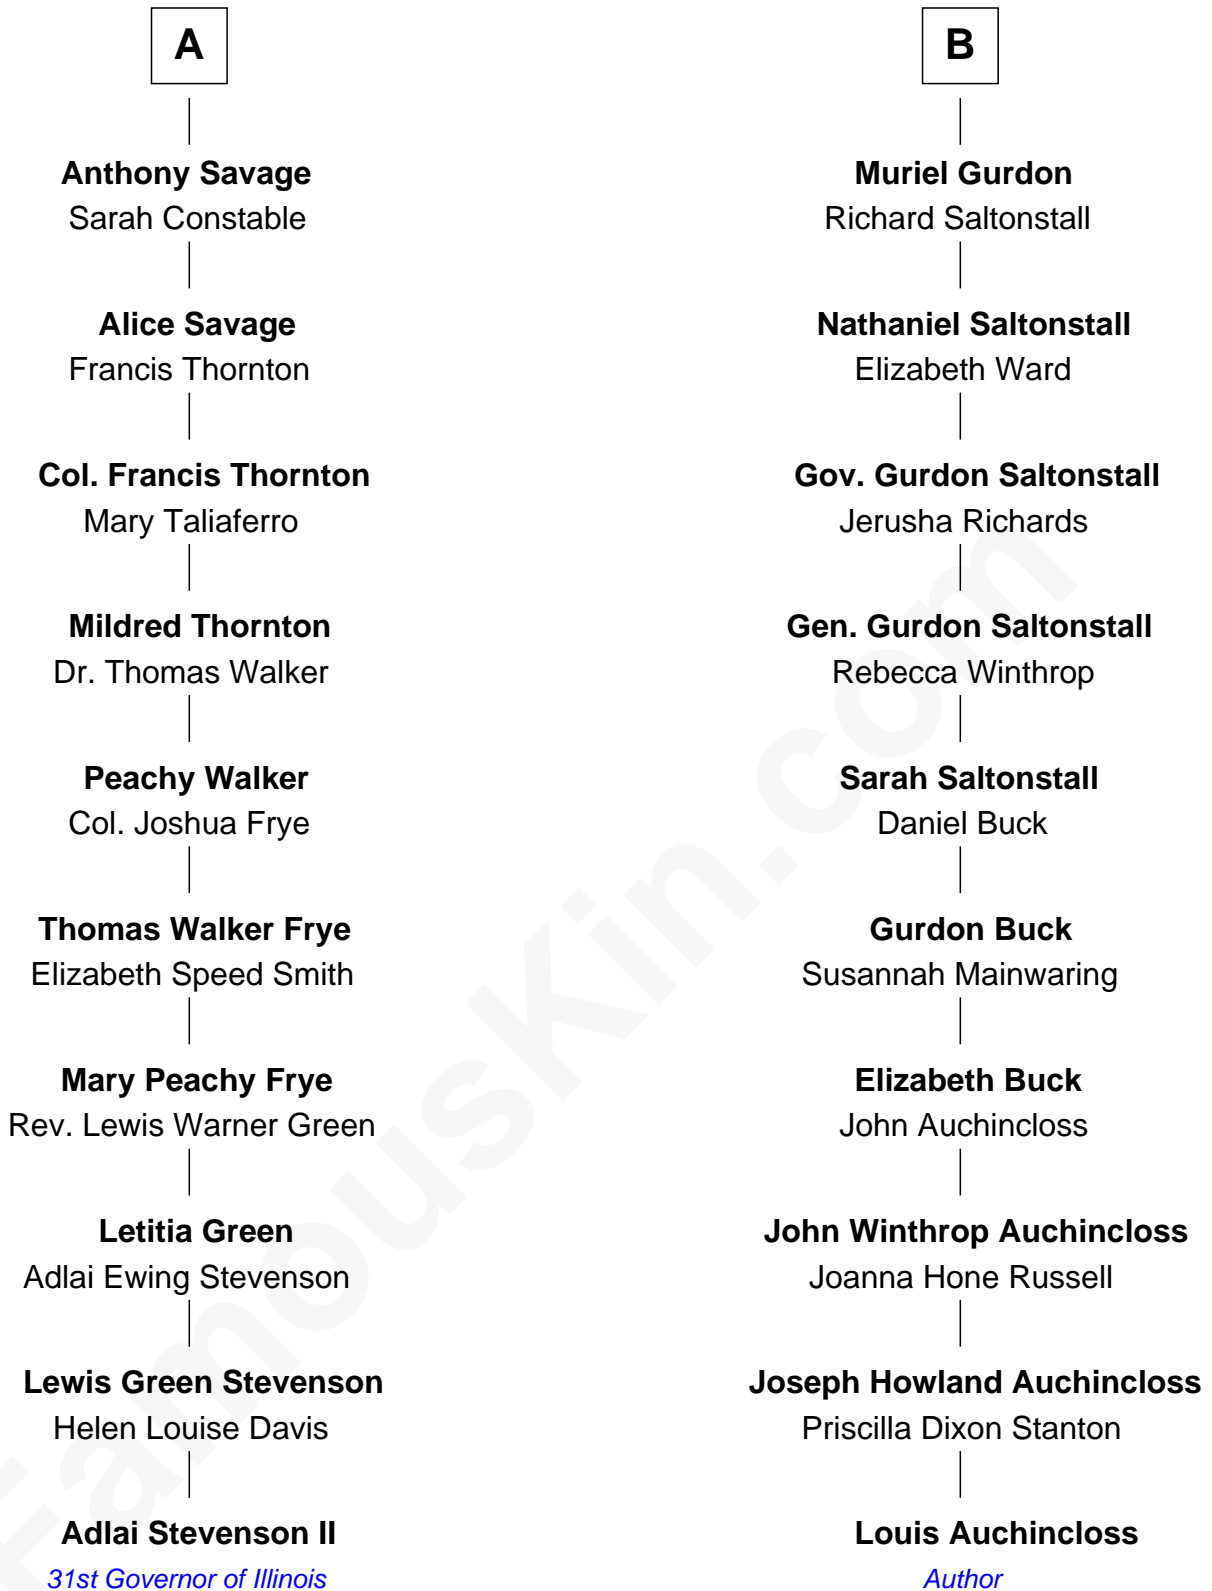 A
Anthony Savage
Sarah Constable
Alice Savage
Francis Thornton
Col. Francis Thornton
Mary Taliaferro
Mildred Thornton
Dr. Thomas Walker
Peachy Walker
Col. Joshua Frye
Thomas Walker Frye
Elizabeth Speed Smith
Mary Peachy Frye
Rev. Lewis Warner Green
Letitia Green
Adlai Ewing Stevenson
Lewis Green Stevenson
Helen Louise Davis
Adlai Stevenson II
31st Governor of Illinois
B
Muriel Gurdon
Richard Saltonstall
Nathaniel Saltonstall
Elizabeth Ward
Gov. Gurdon Saltonstall
Jerusha Richards
Gen. Gurdon Saltonstall
Rebecca Winthrop
Sarah Saltonstall
Daniel Buck
Gurdon Buck
Susannah Mainwaring
Elizabeth Buck
John Auchincloss
John Winthrop Auchincloss
Joanna Hone Russell
Joseph Howland Auchincloss
Priscilla Dixon Stanton
Louis Auchincloss
Author
FamousKin.com